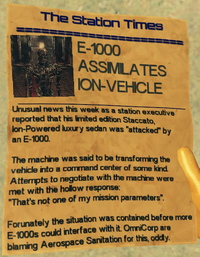 The Station Times
E-1000
ASSIMILATES
ION-VEHICLE
Unusual news this week as a station executive
reported that his limited edition Staccato,
Ion-Powered luxury sedan was "attacked" by
an E-1000.
The machine was said to be transforming the
vehicle into a command center of some kind.
Attempts to negotiate with the machine were
met with the hollow response:
"That's not one of my mission parameters".
Forunately the situation was contained before more
E-1000s could interface with it. OmniCorp are
blaming Aerospace Sanitation for this, oddly.